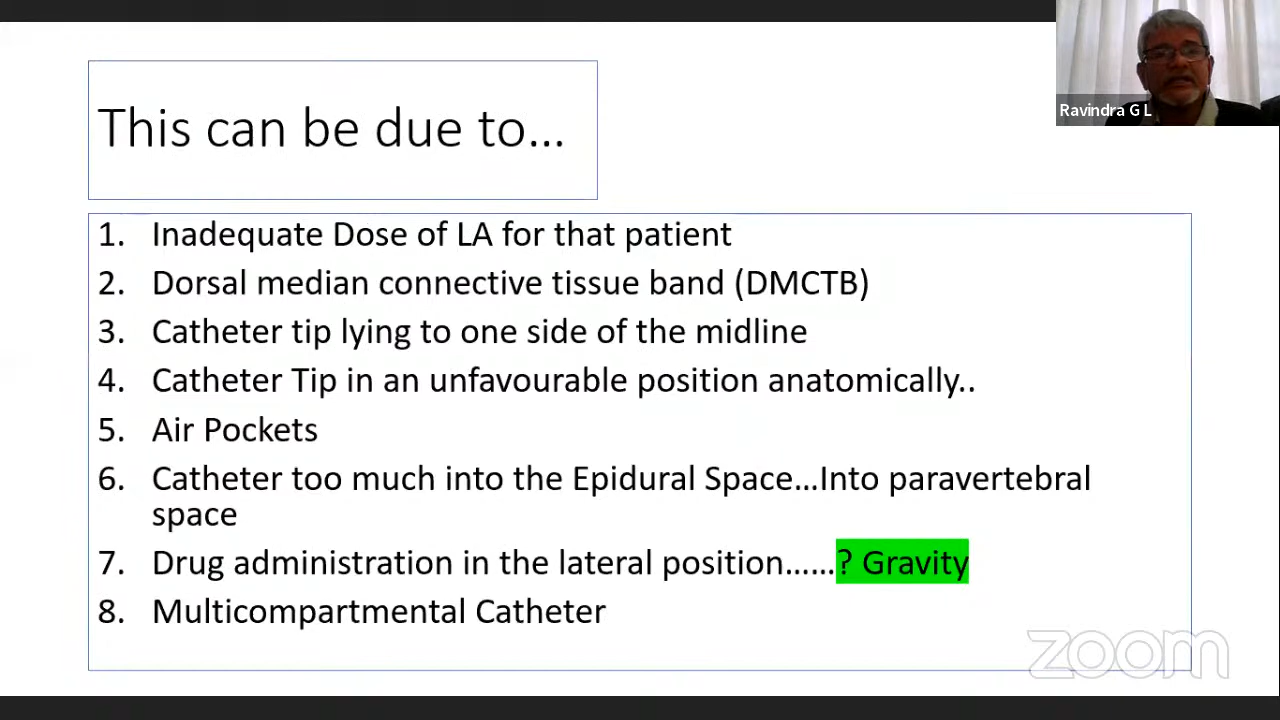 Ravindra G L
This can be due to...
1. Inadequate Dose of LA for that patient
2. Dorsal median connective tissue band (DMCTB)
3. Catheter tip lying to one side of the midline
4. Catheter Tip in an unfavourable position anatomically..
5. Air Pockets
6. Catheter too much into the Epidural Space...Into paravertebral
space
7. Drug administration in the lateral position......? Gravity
8. Multicompartmental Catheter
zoom